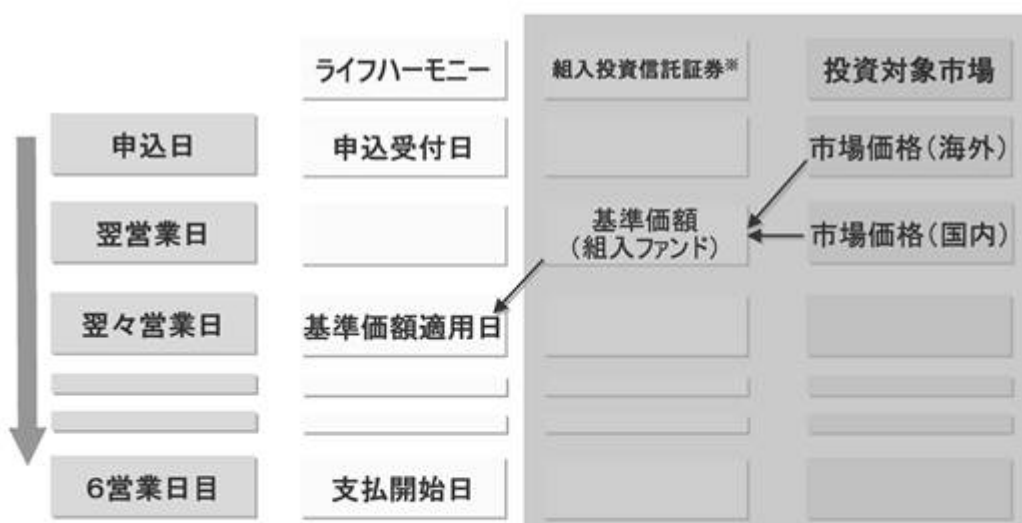 ライフハーモニー
組入投資信託証券※
投資対象市場
申込日
申込受付日
市場価格(海外)
翌営業日
基準価額
(組入ファンド)
市場価格(国内)
翌々営業日
基準価額適用日
6営業日目
支払開始日